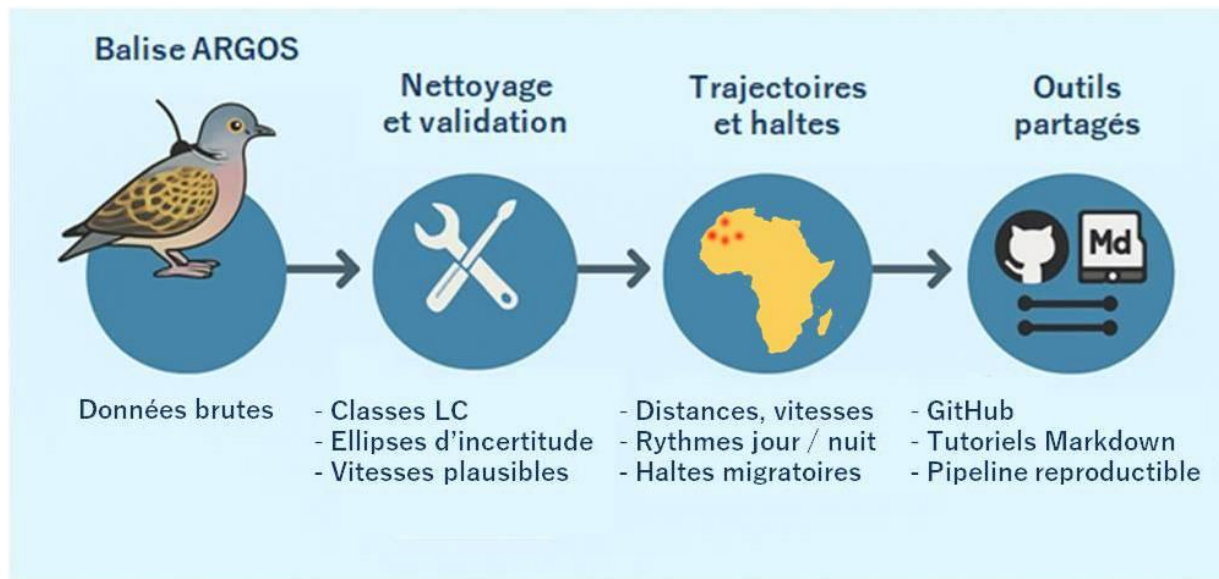 Balise ARGOS
Nettoyage
et validation
Trajectoires
et haltes
Outils
partagés
Md
Données brutes
- Classes LC
- Ellipses d'incertitude
- Vitesses plausibles
- Distances, vitesses
- Rythmes jour / nuit
- Haltes migratoires
- GitHub
- Tutoriels Markdown
- Pipeline reproductible